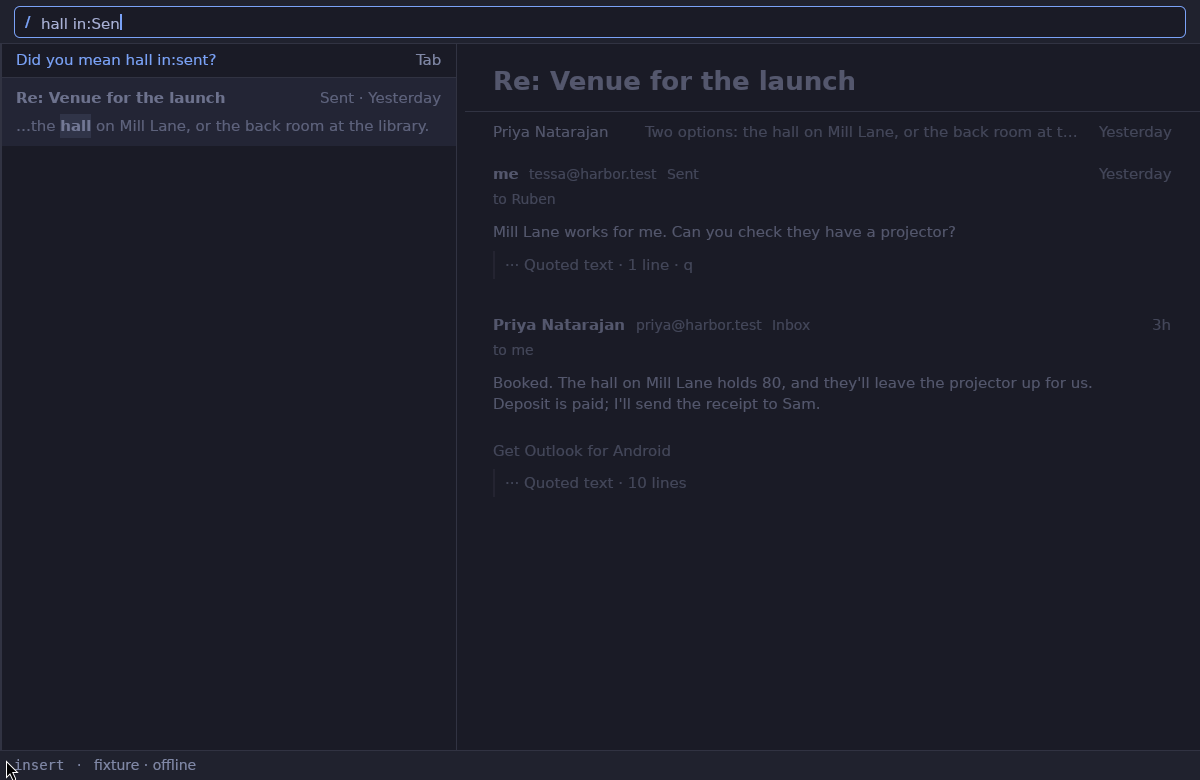 / hall in:Sen
Did you mean hall in:sent? Tab
Re: Venue for the launch Sent · Yesterday
…the hall on Mill Lane, or the back room at the library.
Re: Venue for the launch
Priya Natarajan Two options: the hall on Mill Lane, or the back room at t… Yesterday
me tessa@harbor.test Sent Yesterday
to Ruben
Mill Lane works for me. Can you check they have a projector?
··· Quoted text · 1 line · q
Priya Natarajan priya@harbor.test Inbox 3h
to me
Booked. The hall on Mill Lane holds 80, and they'll leave the projector up for us.
Deposit is paid; I'll send the receipt to Sam.
Get Outlook for Android
··· Quoted text · 10 lines
insert · fixture · offline